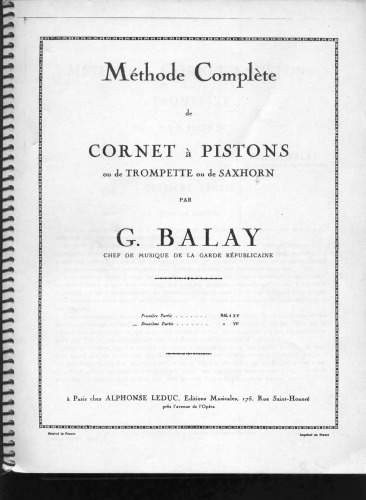 Méthode Complète
de
CORNET à PISTONS
ou de TROMPETTE ou de SAXHORN
PAR
G. BALAY
CHEF DE MUSIQUE DE LA GARDE RÉPUBLICAINE
Première Partie . . . . . . .
Deuxième Partie . . . . . . .
à Paris chez ALPHONSE LEDUC, Editions Musicales, 176, Rue Saint-Honoré
près l'avenue de l'Opéra
Printed in France
Imprimé en France